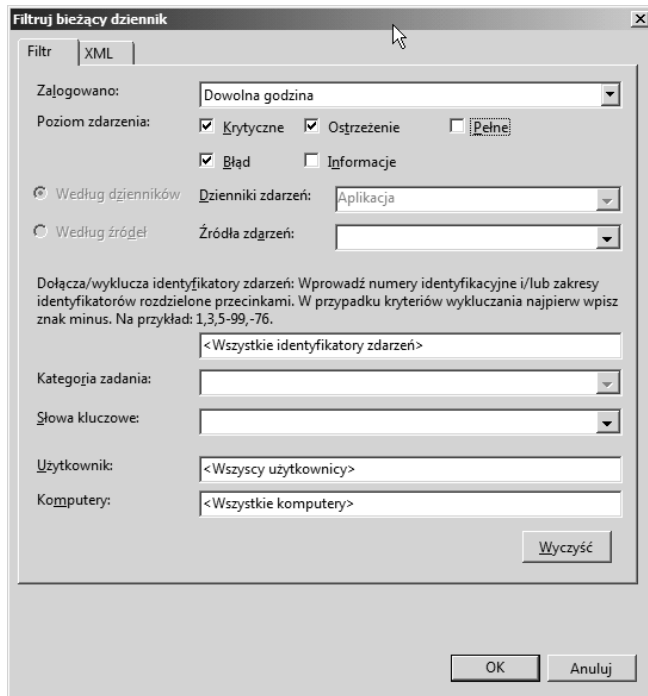 Filtruj bieżący dziennik
Filtr XML
Zalogowano: Dowolna godzina
Poziom zdarzenia: Krytyczne Ostrzeżenie Pełne
Błąd Informacje
Według dzienników Dzienniki zdarzeń: Aplikacja
Według źródeł Źródła zdarzeń:
Dołącza/wyklucza identyfikatory zdarzeń: Wprowadź numery identyfikacyjne i/lub zakresy
identyfikatorów rozdzielone przecinkami. W przypadku kryteriów wykluczania najpierw wpisz
znak minus. Na przykład: 1,3,5-99,-76.
<Wszystkie identyfikatory zdarzeń>
Kategoria zadania:
Słowa kluczowe:
Użytkownik: <Wszyscy użytkownicy>
Komputery: <Wszystkie komputery>
Wyczyść
OK Anuluj